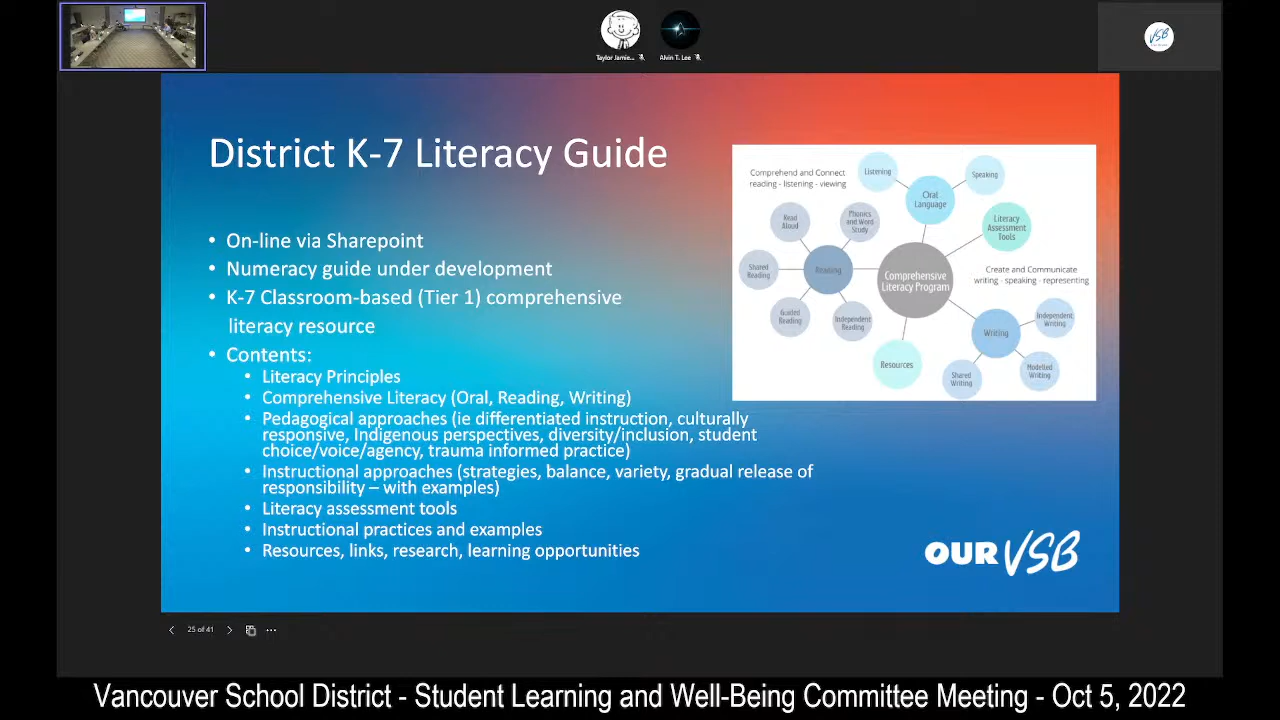 Taylor Jamie...
Alvin T. Lee
VSB
District K-7 Literacy Guide
• On-line via Sharepoint
• Numeracy guide under development
• K-7 Classroom-based (Tier 1) comprehensive
literacy resource
• Contents:
• Literacy Principles
• Comprehensive Literacy (Oral, Reading, Writing)
• Pedagogical approaches (ie differentiated instruction, culturally
responsive, Indigenous perspectives, diversity/inclusion, student
choice/voice/agency, trauma informed practice)
• Instructional approaches (strategies, balance, variety, gradual release of
responsibility – with examples)
• Literacy assessment tools
• Instructional practices and examples
• Resources, links, research, learning opportunities
Comprehend and Connect
reading - listening - viewing
Listening
Speaking
Oral
Language
Read
Aloud
Phonics
and Word
Study
Literacy
Assessment
Tools
Shared
Reading
Reading
Comprehensive
Literacy Program
Create and Communicate
writing - speaking - representing
Guided
Reading
Independent
Reading
Independent
Writing
Writing
Resources
Shared
Writing
Modelled
Writing
OUR VSB
25 of 41
Vancouver School District - Student Learning and Well-Being Committee Meeting - Oct 5, 2022